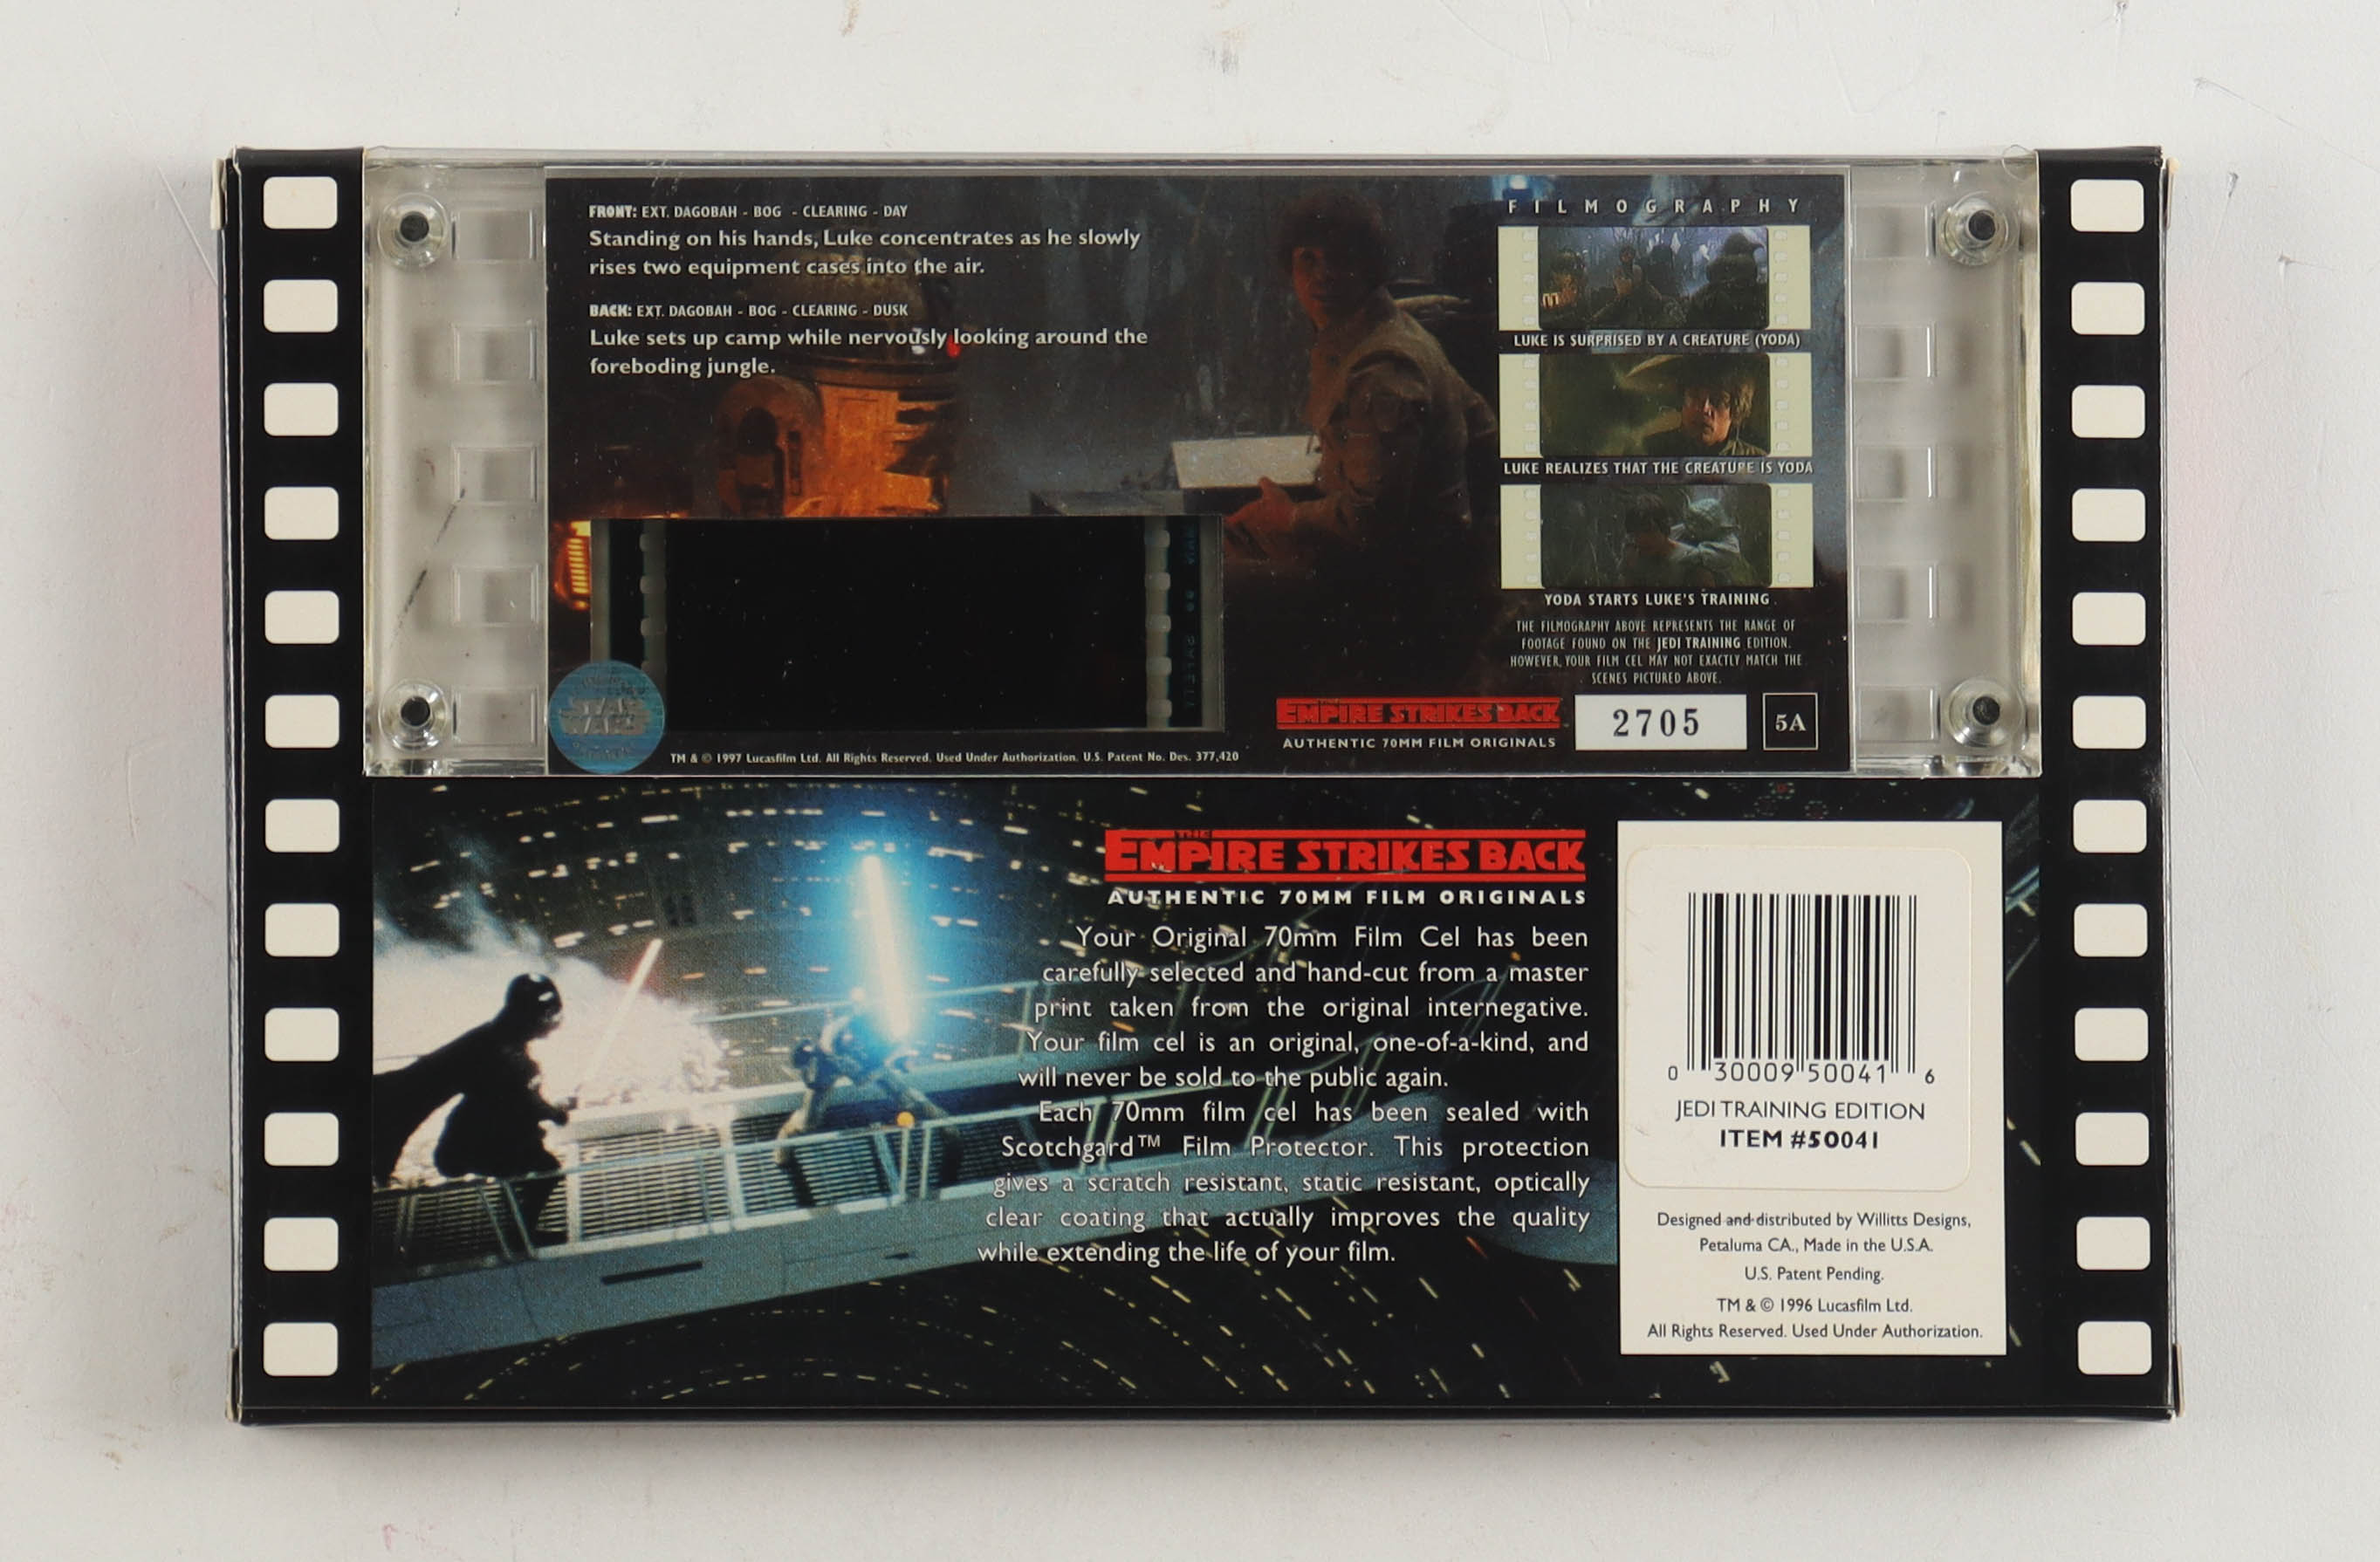 FRONT: EXT. DAGOBAH - BOG - CLEARING - DAY
Standing on his hands, Luke concentrates as he slowly
rises two equipment cases into the air.
BACK: EXT. DAGOBAH - BOG - CLEARING - DUSK
Luke sets up camp while nervously looking around the
foreboding jungle.
FILMOGRAPHY
LUKE IS SURPRISED BY A CREATURE (YODA)
LUKE REALIZES THAT THE CREATURE IS YODA
YODA STARTS LUKE'S TRAINING
THE FILMOGRAPHY ABOVE REPRESENTS THE RANGE OF
FOOTAGE FOUND ON THE JEDI TRAINING EDITION.
HOWEVER, YOUR FILM CEL MAY NOT EXACTLY MATCH THE
SCENES PICTURED ABOVE.
STAR
WARS
THE
EMPIRE STRIKES BACK
AUTHENTIC 70MM FILM ORIGINALS
2705
5A
TM & © 1997 Lucasfilm Ltd. All Rights Reserved. Used Under Authorization. U.S. Patent No. Des. 377,420
THE
EMPIRE STRIKES BACK
AUTHENTIC 70MM FILM ORIGINALS
Your Original 70mm Film Cel has been
carefully selected and hand-cut from a master
print taken from the original internegative.
Your film cel is an original, one-of-a-kind, and
will never be sold to the public again.
Each 70mm film cel has been sealed with
Scotchgard™ Film Protector. This protection
gives a scratch resistant, static resistant, optically
clear coating that actually improves the quality
while extending the life of your film.
0 30009 50041 6
JEDI TRAINING EDITION
ITEM #50041
Designed and distributed by Willitts Designs,
Petaluma CA., Made in the U.S.A.
U.S. Patent Pending.
TM & © 1996 Lucasfilm Ltd.
All Rights Reserved. Used Under Authorization.